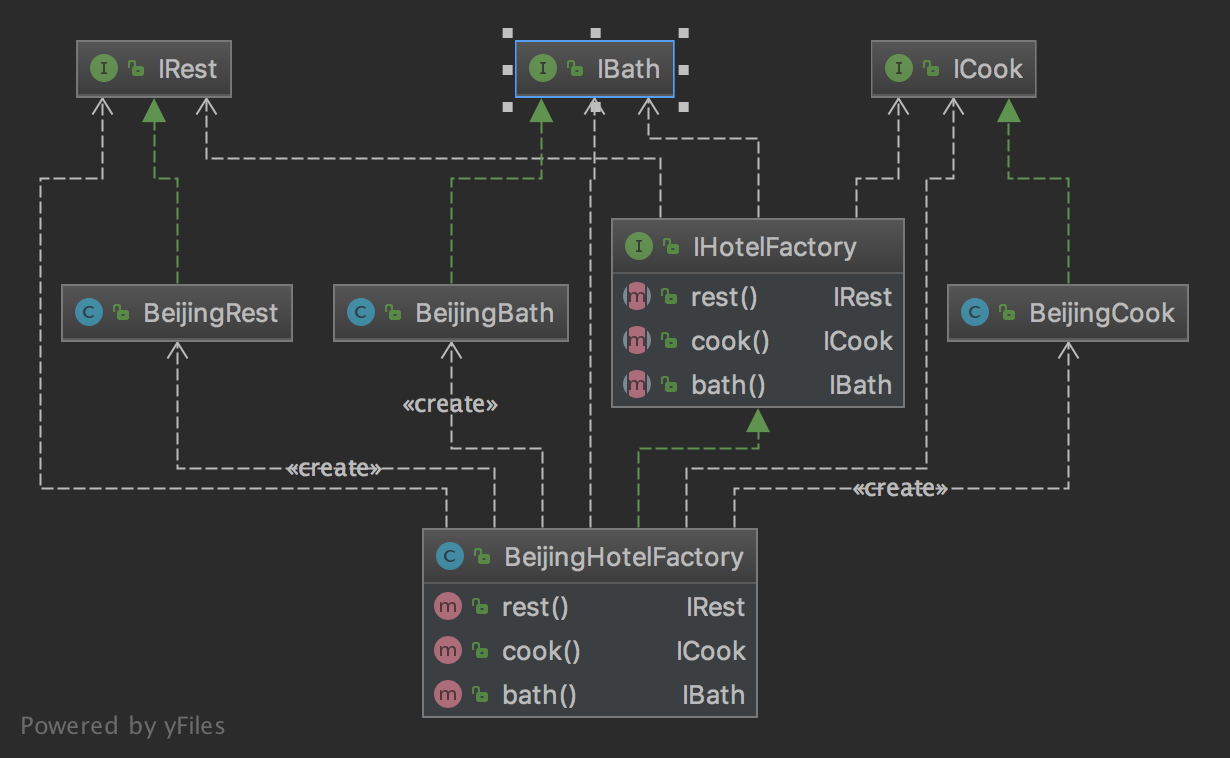 I IRest
I IBath
I ICook
I IHotelFactory
m rest() IRest
m cook() ICook
m bath() IBath
C BeijingRest
C BeijingBath
C BeijingCook
«create»
«create»
«create»
C BeijingHotelFactory
m rest() IRest
m cook() ICook
m bath() IBath
Powered by yFiles